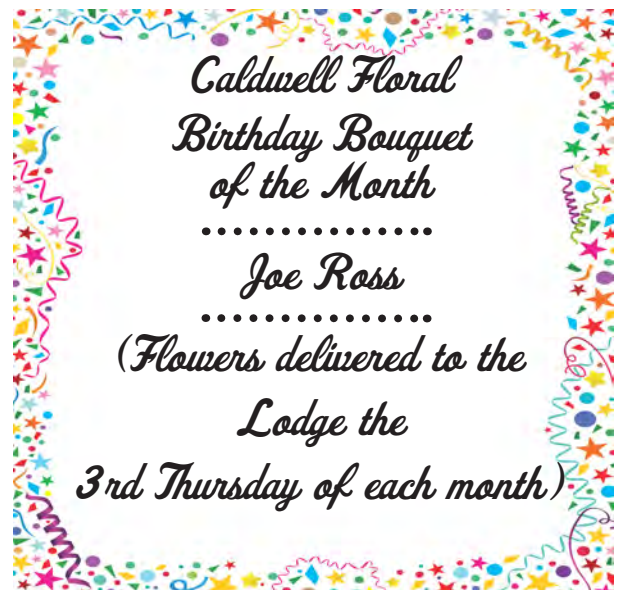 Caldwell Floral
Birthday Bouquet
of the Month
...............
Joe Ross
...............
(Flowers delivered to the
Lodge the
3rd Thursday of each month)